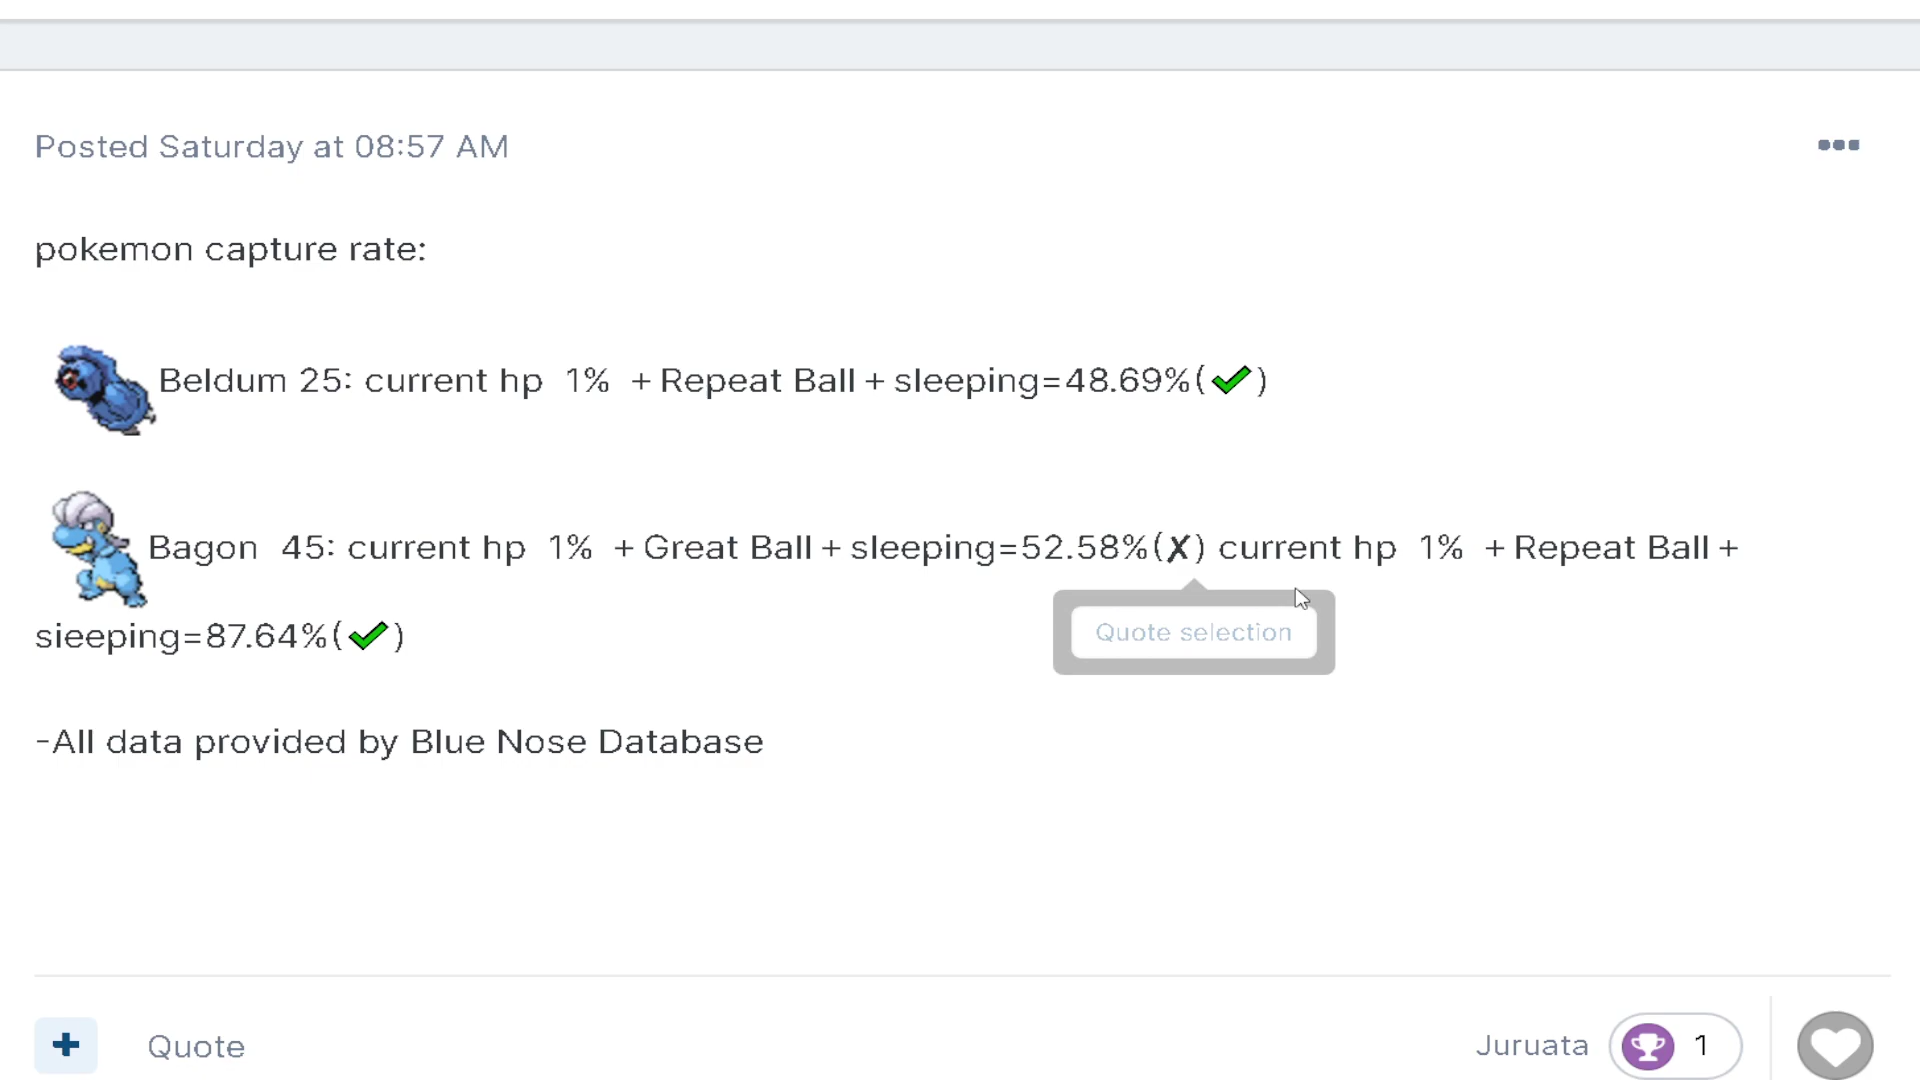 Posted Saturday at 08:57 AM
pokemon capture rate:
Beldum 25: current hp 1% +Repeat Ball + sleeping=48.69%(✔)
Bagon 45: current hp 1% +Great Ball + sleeping=52.58%(✘) current hp 1% +Repeat Ball +
sieeping=87.64%(✔)
Quote selection
-All data provided by Blue Nose Database
Quote
Juruata 1